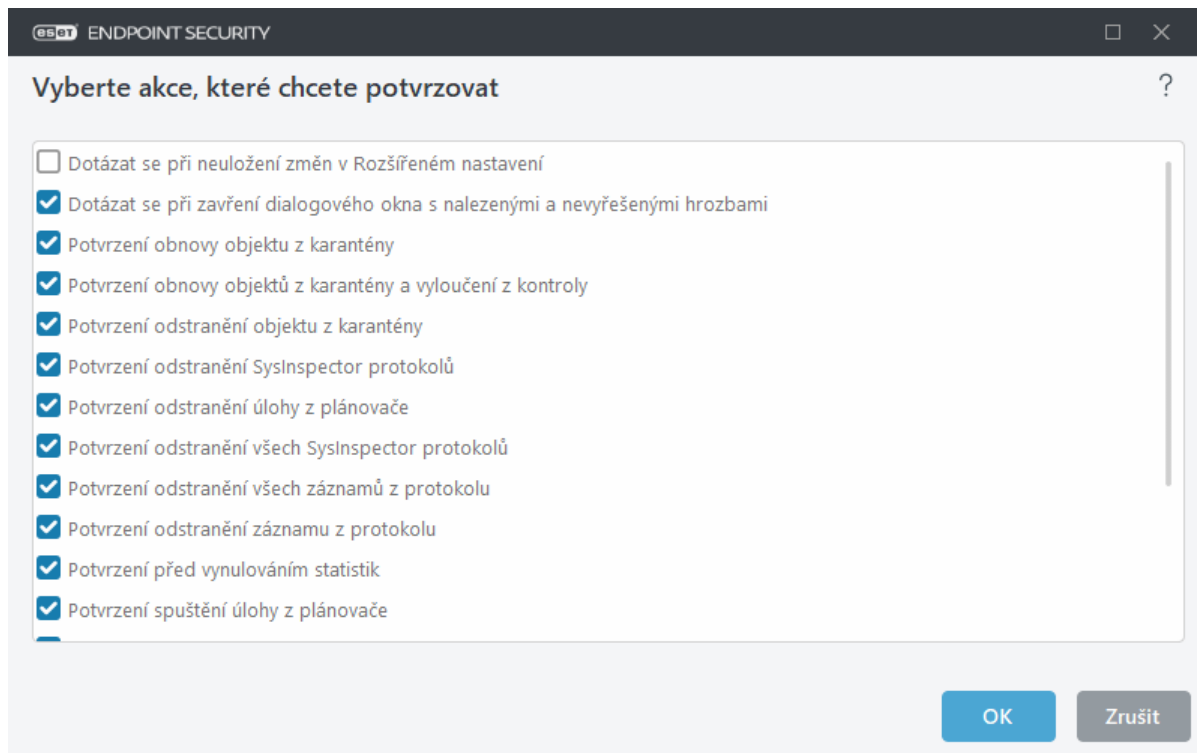 eset ENDPOINT SECURITY
Vyberte akce, které chcete potvrzovat
?
Dotázat se při neuložení změn v Rozšířeném nastavení
Dotázat se při zavření dialogového okna s nalezenými a nevyřešenými hrozbami
Potvrzení obnovy objektu z karantény
Potvrzení obnovy objektů z karantény a vyloučení z kontroly
Potvrzení odstranění objektu z karantény
Potvrzení odstranění SysInspector protokolů
Potvrzení odstranění úlohy z plánovače
Potvrzení odstranění všech SysInspector protokolů
Potvrzení odstranění všech záznamů z protokolu
Potvrzení odstranění záznamu z protokolu
Potvrzení před vynulováním statistik
Potvrzení spuštění úlohy z plánovače
OK
Zrušit